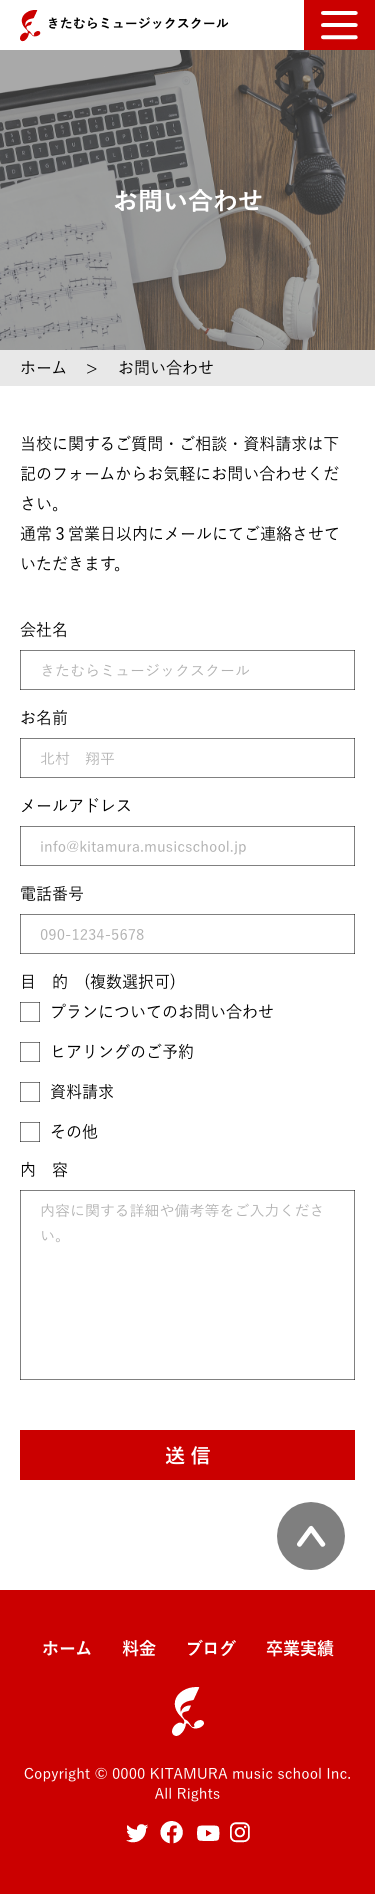 きたむらミュージックスクール
お問い合わせ
ホーム　＞　お問い合わせ
当校に関するご質問・ご相談・資料請求は下
記のフォームからお気軽にお問い合わせくだ
さい。
通常３営業日以内にメールにてご連絡させて
いただきます。
会社名
きたむらミュージックスクール
お名前
北村　翔平
メールアドレス
info@kitamura.musicschool.jp
電話番号
090-1234-5678
目　的　(複数選択可)
プランについてのお問い合わせ
ヒアリングのご予約
資料請求
その他
内　容
内容に関する詳細や備考等をご入力くださ
い。
送 信
ホーム　料金　ブログ　卒業実績
Copyright © 0000 KITAMURA music school Inc.
All Rights